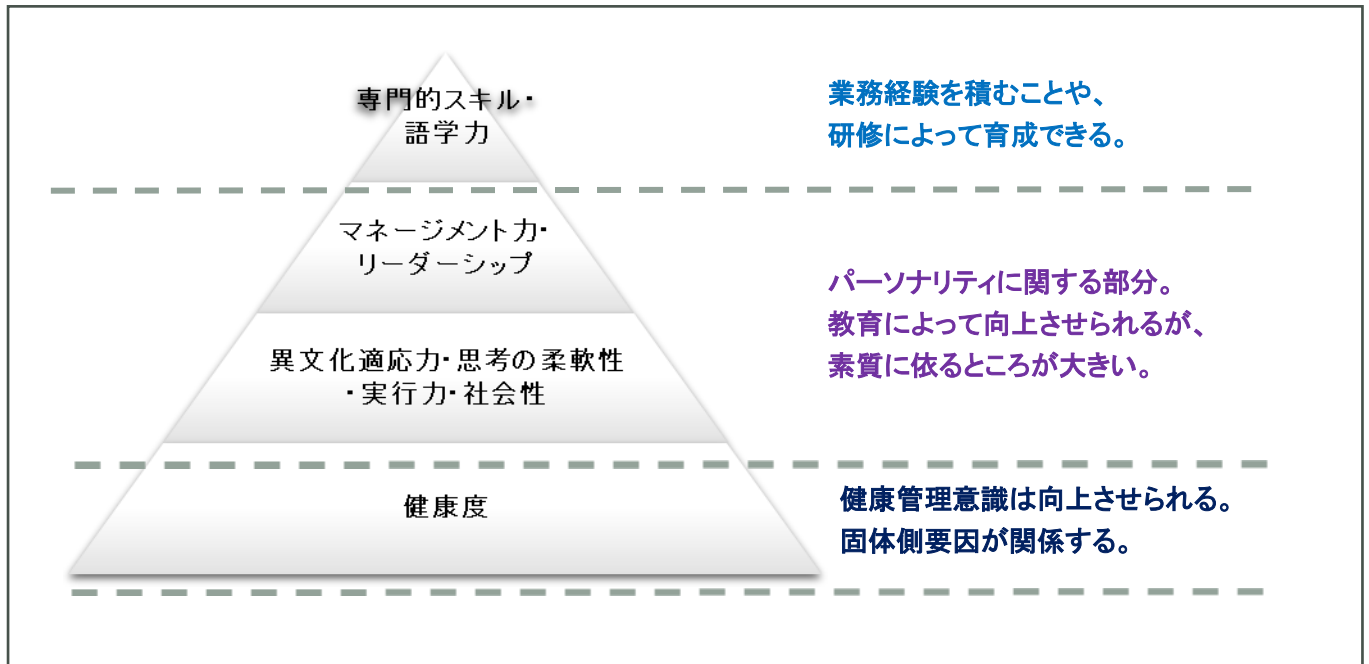 専門的スキル・
語学力
業務経験を積むことや、
研修によって育成できる。
マネージメント力・
リーダーシップ
パーソナリティに関する部分。
教育によって向上させられるが、
素質に依るところが大きい。
異文化適応力・思考の柔軟性
・実行力・社会性
健康度
健康管理意識は向上させられる。
固体側要因が関係する。